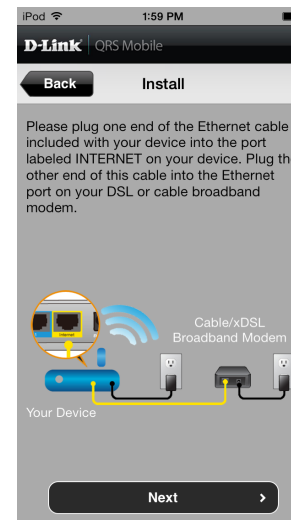 iPod 1:59 PM
D-Link QRS Mobile
Back Install
Please plug one end of the Ethernet cable
included with your device into the port
labeled INTERNET on your device. Plug th
other end of this cable into the Ethernet
port on your DSL or cable broadband
modem.
Internet
Cable/xDSL
Broadband Modem
Your Device
Next